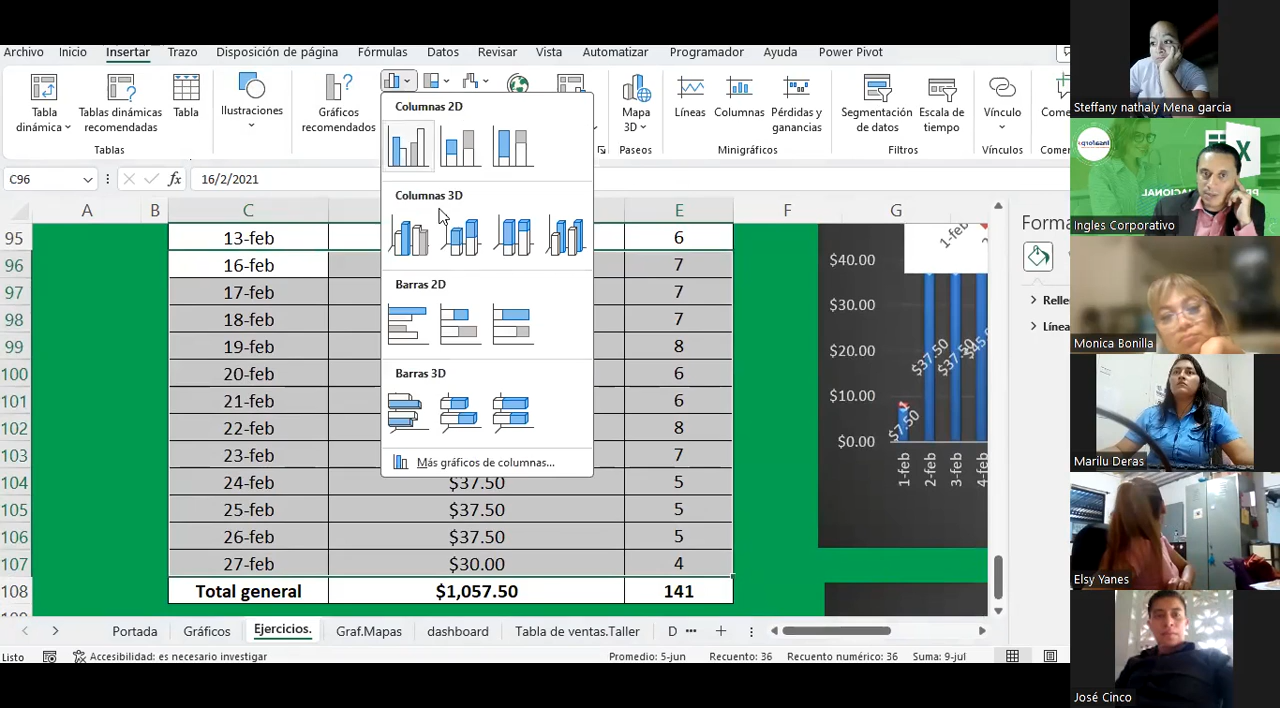 Archivo Inicio Insertar Trazo Disposición de página Fórmulas Datos Revisar Vista Automatizar Programador Ayuda Power Pivot
Tabla dinámica
Tablas dinámicas recomendadas
Tabla
Ilustraciones
Gráficos recomendados
Mapa 3D
Líneas
Columnas
Pérdidas y ganancias
Segmentación de datos
Escala de tiempo
Vínculo
Tablas
Paseos
Minigráficos
Filtros
Vínculos
C96
fx
16/2/2021
Columnas 2D
Columnas 3D
Barras 2D
Barras 3D
Más gráficos de columnas...
A B C E F G
95 13-feb 6
96 16-feb 7
97 17-feb 7
98 18-feb 7
99 19-feb 8
100 20-feb 6
101 21-feb 6
102 22-feb 8
103 23-feb 7
104 24-feb $37.50 5
105 25-feb $37.50 5
106 26-feb $37.50 5
107 27-feb $30.00 4
108 Total general $1,057.50 141
1-feb
$40.00
$30.00
$20.00
$10.00
$0.00
$7.50
$37.50
$37.50
1-feb
2-feb
3-feb
4-feb
Portada Gráficos Ejercicios. Graf.Mapas dashboard Tabla de ventas.Taller D
Listo
Accesibilidad: es necesario investigar
Promedio: 5-jun Recuento: 36 Recuento numérico: 36 Suma: 9-jul
Steffany nathaly Mena garcia
Ingles Corporativo
Monica Bonilla
Marilu Deras
Elsy Yanes
José Cinco